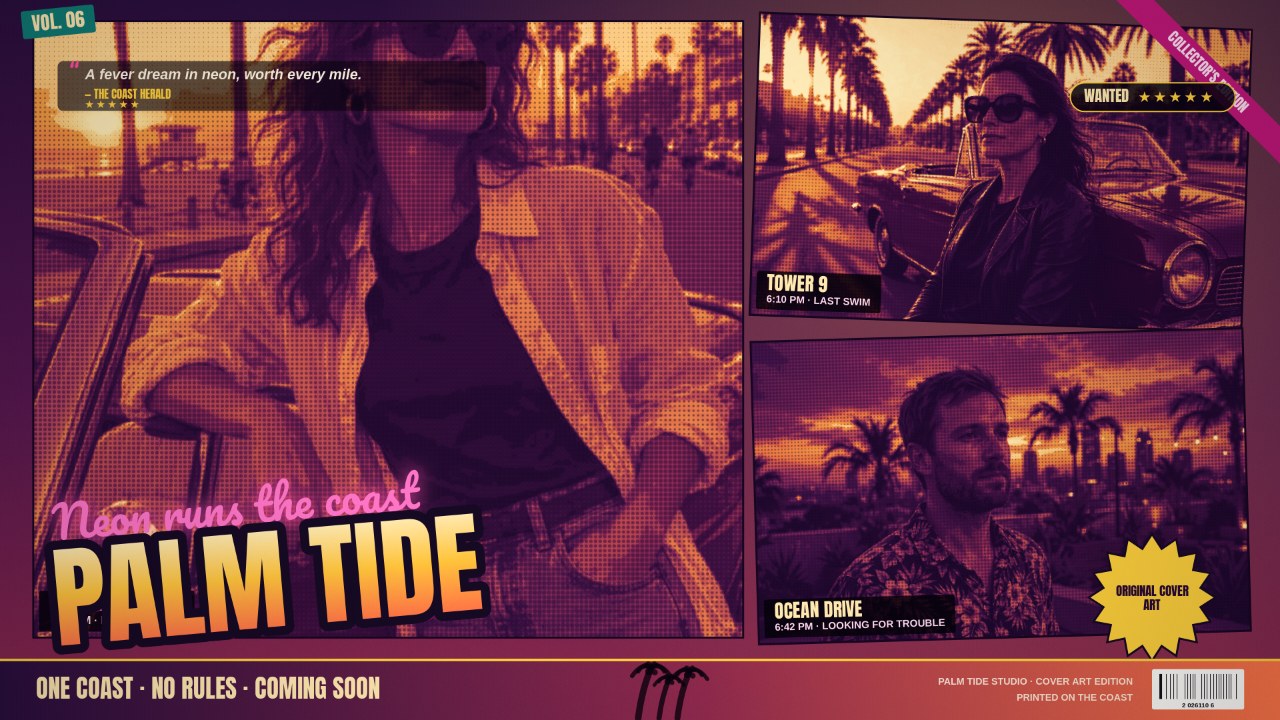 VOL. 06
“ A fever dream in neon, worth every mile.
– THE COAST HERALD
★★★★★
Neon runs the coast
PALM TIDE
TOWER 9
6:10 PM · LAST SWIM
WANTED ★★★★★
COLLECTOR'S
OCEAN DRIVE
6:42 PM · LOOKING FOR TROUBLE
ORIGINAL COVER
ART
ONE COAST · NO RULES · COMING SOON
PALM TIDE STUDIO · COVER ART EDITION
PRINTED ON THE COAST
2 026110 6